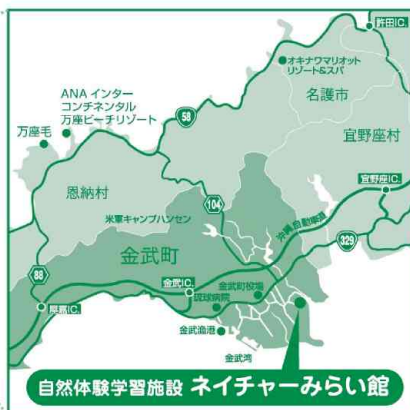 許田IC.
オキナワマリオット
リゾート&スパ
名護市
ANA インター
コンチネンタル
万座ビーチリゾート
58
万座毛
宜野座村
宜野座IC.
恩納村
104
米軍キャンプハンセン
沖縄自動車道
329
金武町
88
金武IC.
金武町役場
琉球病院
屋嘉IC.
金武漁港
金武湾
自然体験学習施設 ネイチャーみらい館